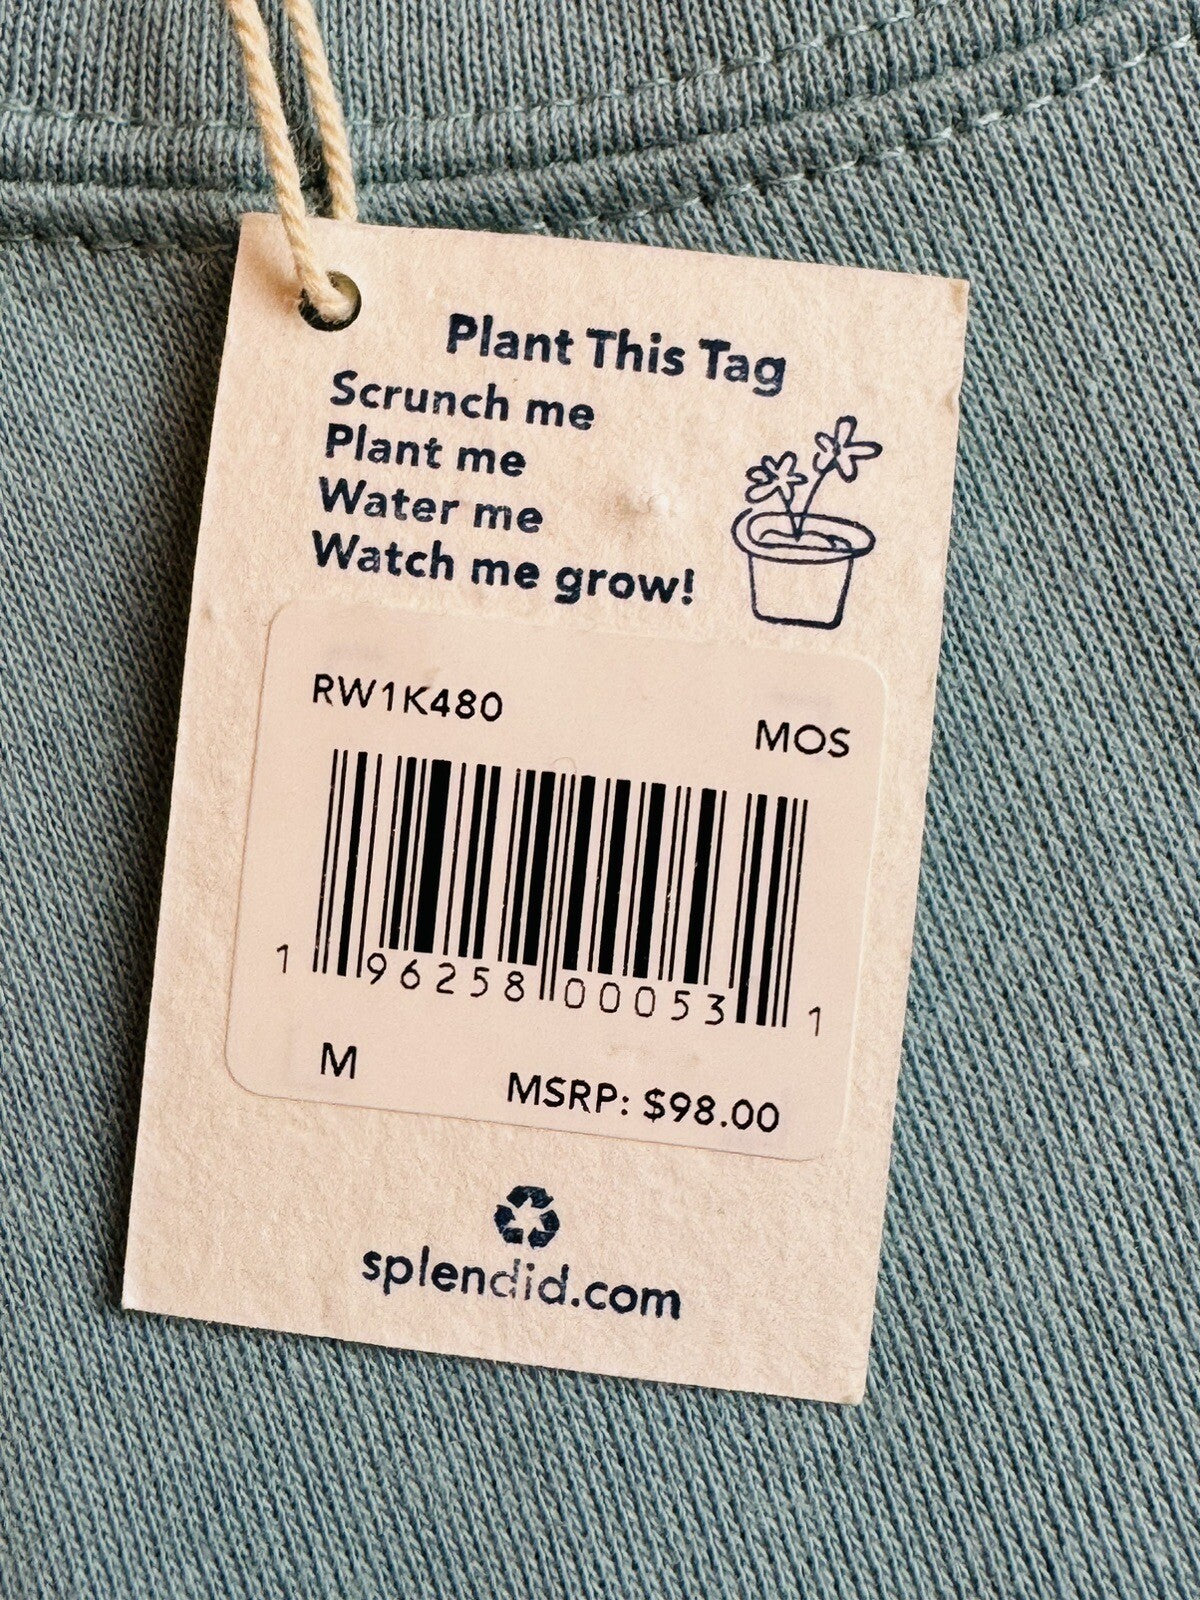 Plant This Tag
Scrunch me
Plant me
Water me
Watch me grow!
RW1K480
MOS
1 96258 00053 1
M
MSRP: $98.00
splendid.com